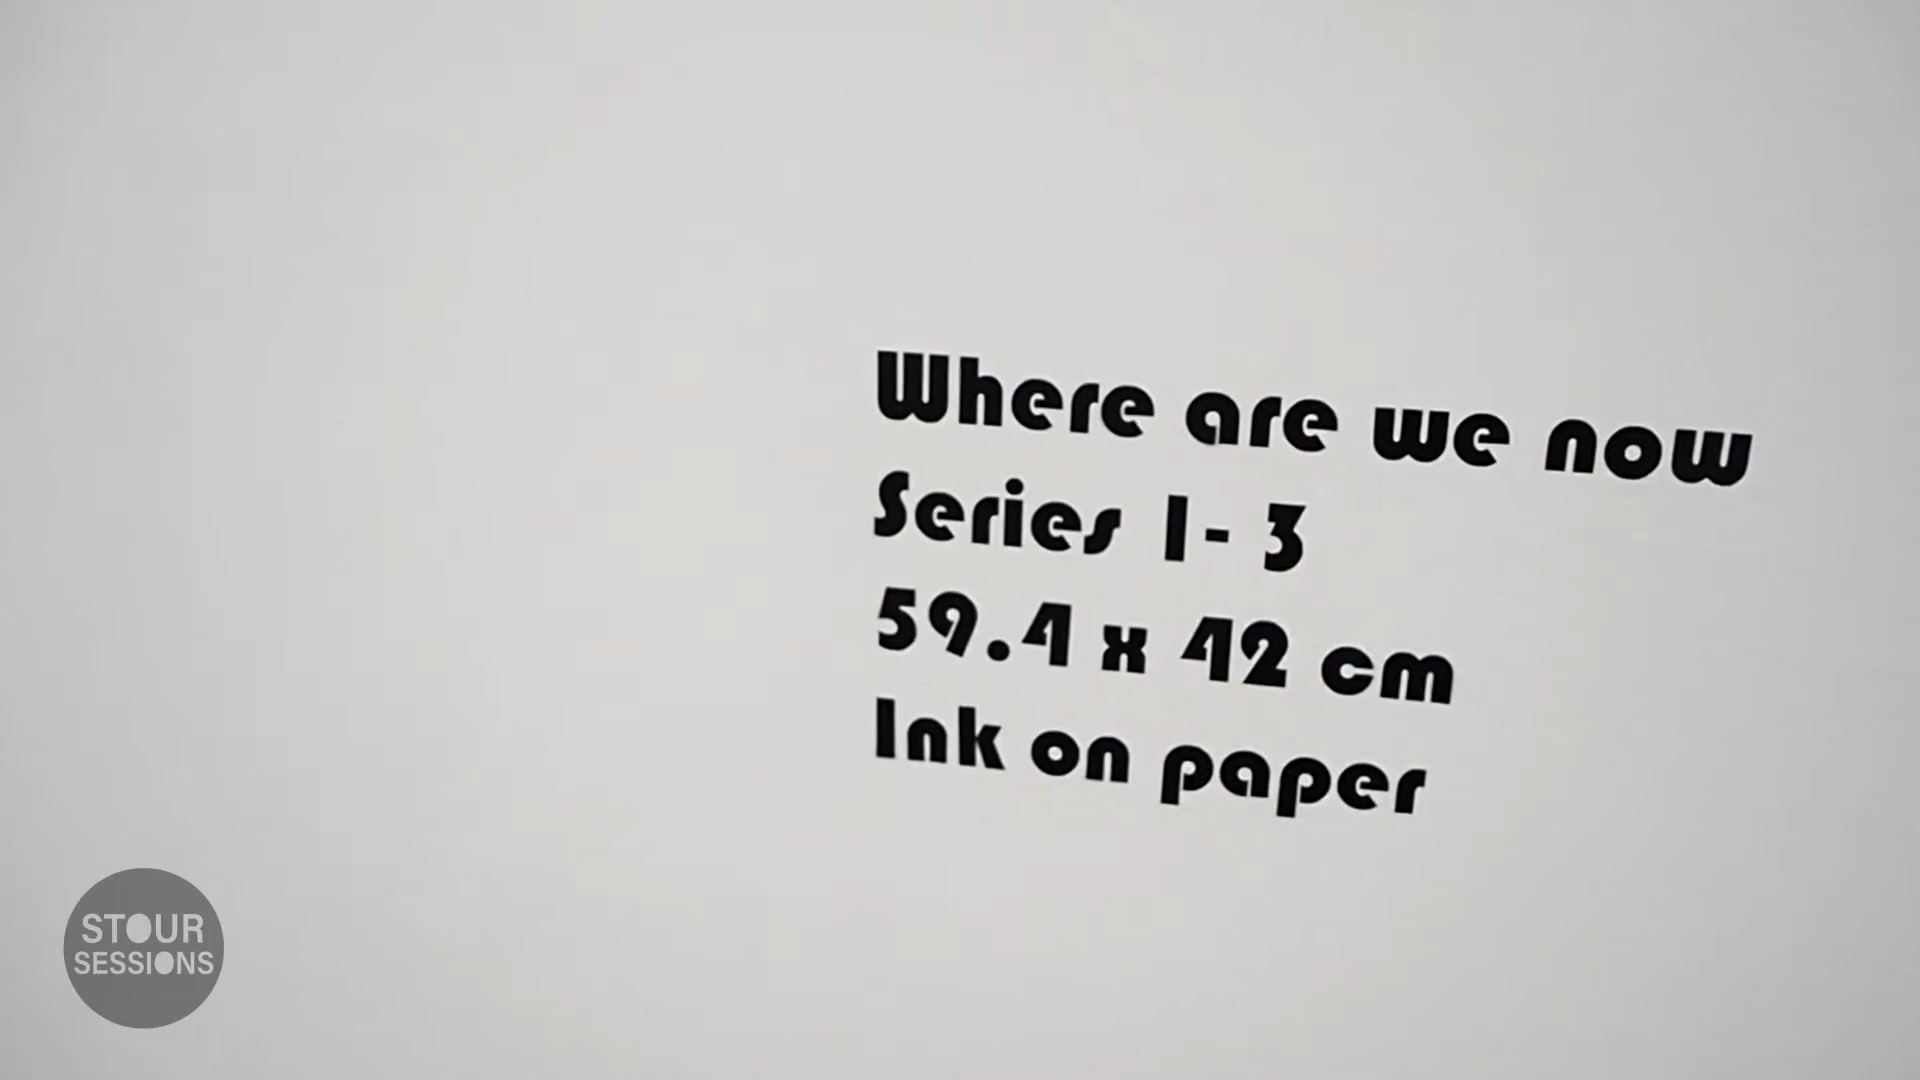 Where are we now
Series 1- 3
59.4 x 42 cm
Ink on paper
STOUR
SESSIONS